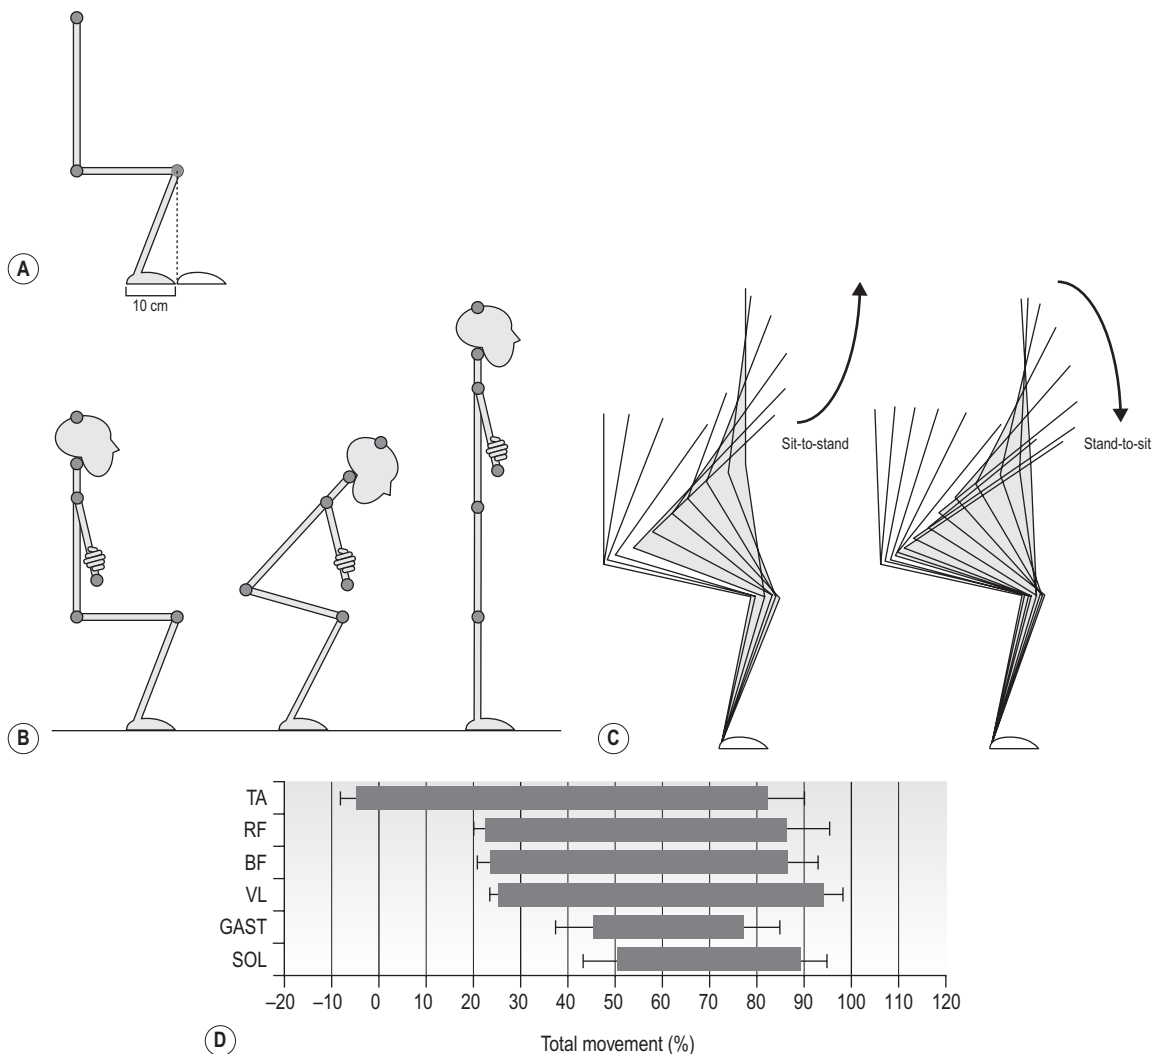 A
10 cm
B
C
Sit-to-stand
Stand-to-sit
TA
RF
BF
VL
GAST
SOL
–20 –10 0 10 20 30 40 50 60 70 80 90 100 110 120
D
Total movement (%)